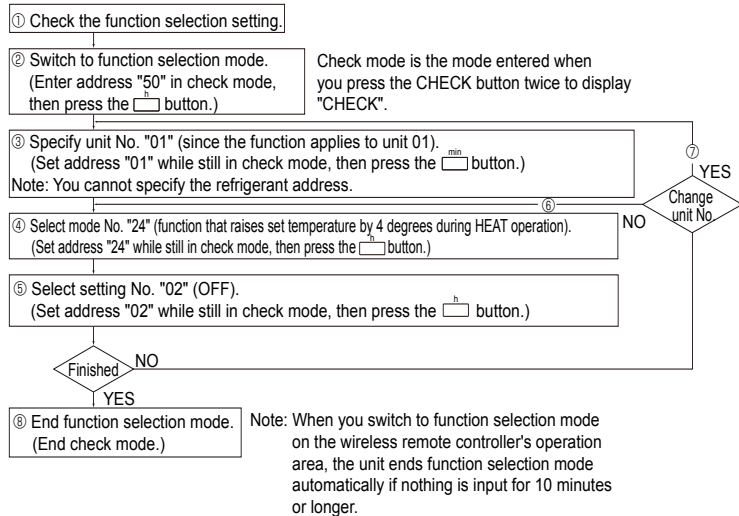 ① Check the function selection setting.
② Switch to function selection mode.
(Enter address "50" in check mode,
then press the h button.)
Check mode is the mode entered when
you press the CHECK button twice to display
"CHECK".
③ Specify unit No. "01" (since the function applies to unit 01).
(Set address "01" while still in check mode, then press the min button.)
Note: You cannot specify the refrigerant address.
⑦
YES
Change
unit No.
⑥
NO
④ Select mode No. "24" (function that raises set temperature by 4 degrees during HEAT operation).
(Set address "24" while still in check mode, then press the h button.)
⑤ Select setting No. "02" (OFF).
(Set address "02" while still in check mode, then press the h button.)
Finished
NO
YES
⑧ End function selection mode.
(End check mode.)
Note: When you switch to function selection mode
on the wireless remote controller's operation
area, the unit ends function selection mode
automatically if nothing is input for 10 minutes
or longer.